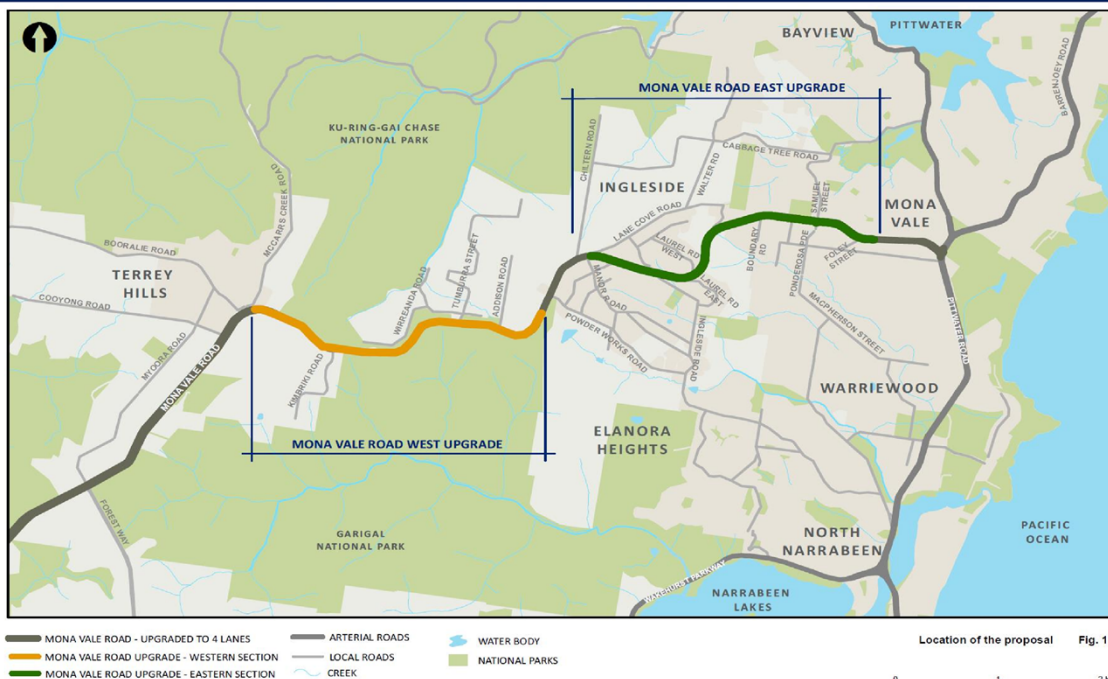 PITTWATER
BAYVIEW
BARRENJOEY ROAD
MONA VALE ROAD EAST UPGRADE
KU-RING-GAI CHASE
NATIONAL PARK
CHILTERN ROAD
WALTER RD
CABBAGE TREE ROAD
INGLESIDE
SAMUEL
STREET
MONA
VALE
MCCARRS CREEK ROAD
LANE COVE ROAD
BOORALIE ROAD
TERREY
HILLS
COOYONG ROAD
WIRREANDA ROAD
TUMBURRA STREET
ADDISON ROAD
LAUREL RD
WEST
BOUNDARY
RD
PONDEROSA PDE
FOLEY
STREET
MANOR ROAD
LAUREL RD
EAST
MACPHERSON STREET
MYOORA ROAD
MONA VALE ROAD
KIMBRIKI ROAD
POWDER WORKS ROAD
INGLESIDE ROAD
WARRIEWOOD
MONA VALE ROAD WEST UPGRADE
ELANORA
HEIGHTS
FOREST WAY
GARIGAL
NATIONAL PARK
NORTH
NARRABEEN
PACIFIC
OCEAN
WAKEHURST PARKWAY
NARRABEEN
LAKES
MONA VALE ROAD - UPGRADED TO 4 LANES
MONA VALE ROAD UPGRADE - WESTERN SECTION
MONA VALE ROAD UPGRADE - EASTERN SECTION
ARTERIAL ROADS
LOCAL ROADS
CREEK
WATER BODY
NATIONAL PARKS
Location of the proposal Fig. 1